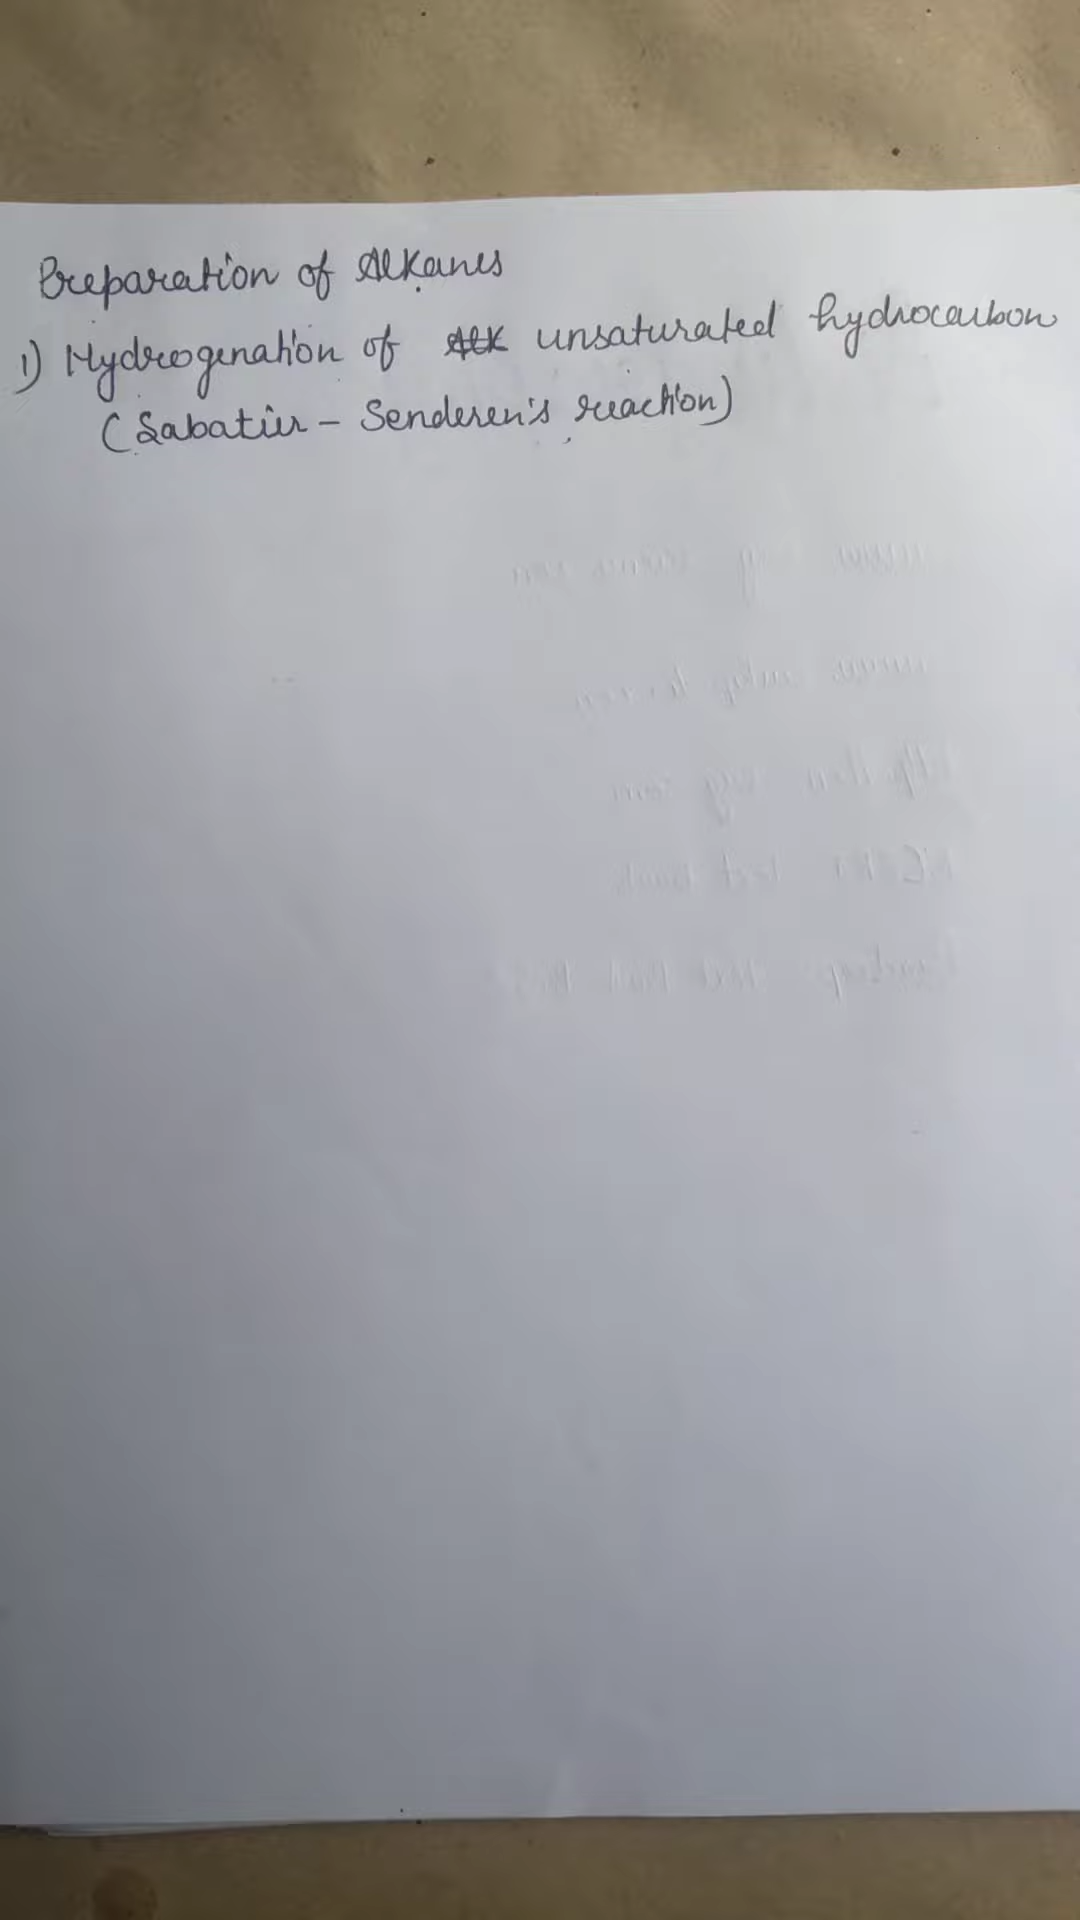 Preparation of Alkanes
1) Hydrogenation of unsaturated hydrocarbon
(Sabatier - Senderen's reaction)